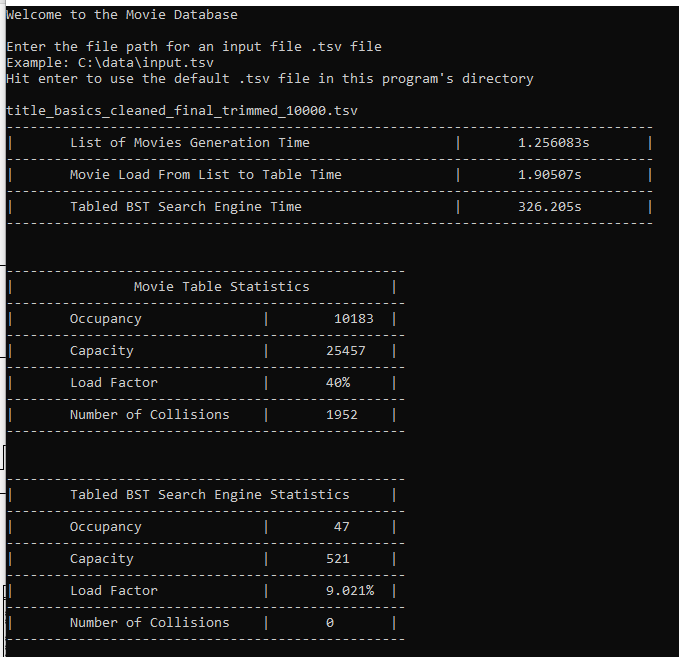 Welcome to the Movie Database
Enter the file path for an input file .tsv file
Example: C:\data\input.tsv
Hit enter to use the default .tsv file in this program's directory
title_basics_cleaned_final_trimmed_10000.tsv
---------------------------------------------------------------------------------
| List of Movies Generation Time | 1.256083s |
---------------------------------------------------------------------------------
| Movie Load From List to Table Time | 1.90507s |
---------------------------------------------------------------------------------
| Tabled BST Search Engine Time | 326.205s |
---------------------------------------------------------------------------------
--------------------------------------------------
| Movie Table Statistics |
--------------------------------------------------
| Occupancy | 10183 |
--------------------------------------------------
| Capacity | 25457 |
--------------------------------------------------
| Load Factor | 40% |
--------------------------------------------------
| Number of Collisions | 1952 |
--------------------------------------------------
--------------------------------------------------
| Tabled BST Search Engine Statistics |
--------------------------------------------------
| Occupancy | 47 |
--------------------------------------------------
| Capacity | 521 |
--------------------------------------------------
| Load Factor | 9.021% |
--------------------------------------------------
| Number of Collisions | 0 |
--------------------------------------------------